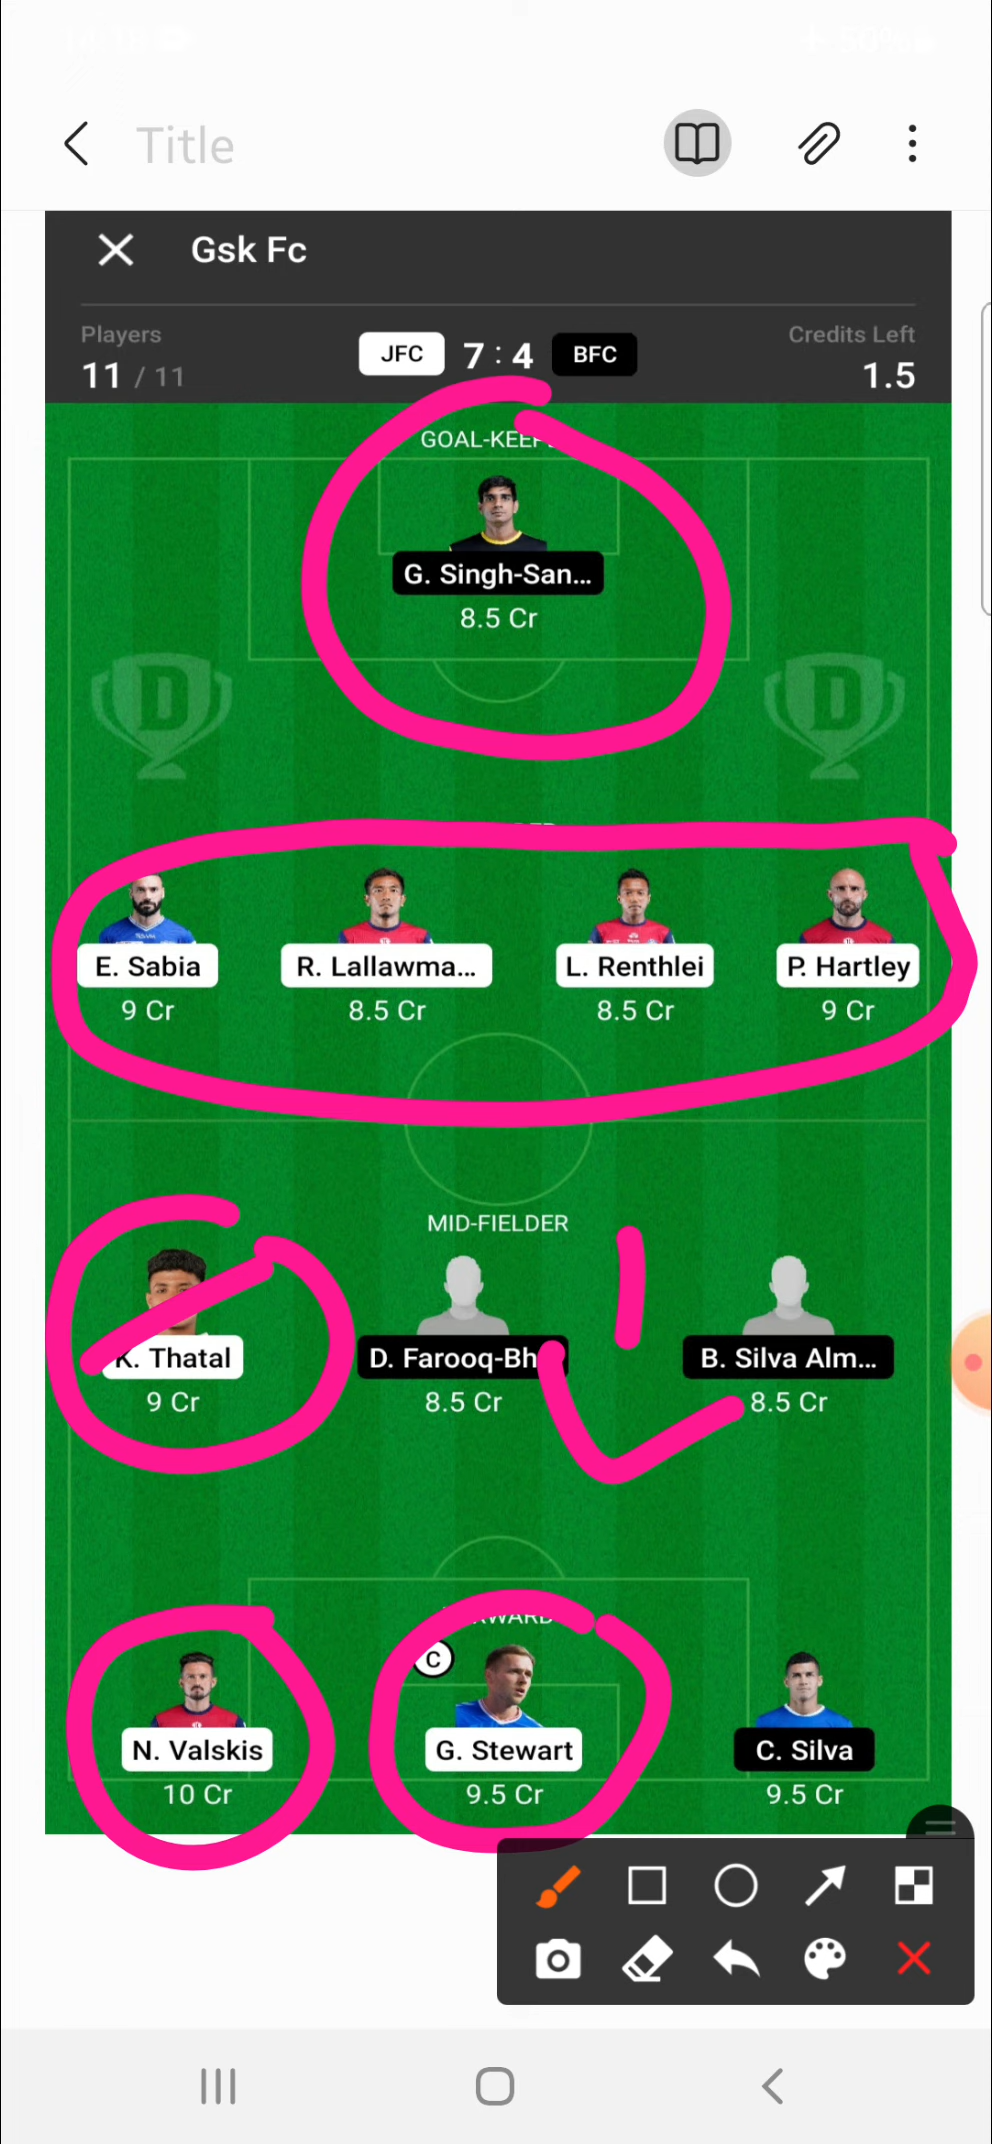 Title
Gsk Fc
Players
Credits Left
11 / 11
JFC 7 : 4 BFC
1.5
G. Singh-San...
8.5 Cr
E. Sabia R. Lallawma... L. Renthlei P. Hartley
9 Cr 8.5 Cr 8.5 Cr 9 Cr
MID-FIELDER
K. Thatal D. Farooq-Bh B. Silva Alm...
9 Cr 8.5 Cr 8.5 Cr
C
N. Valskis G. Stewart C. Silva
10 Cr 9.5 Cr 9.5 Cr